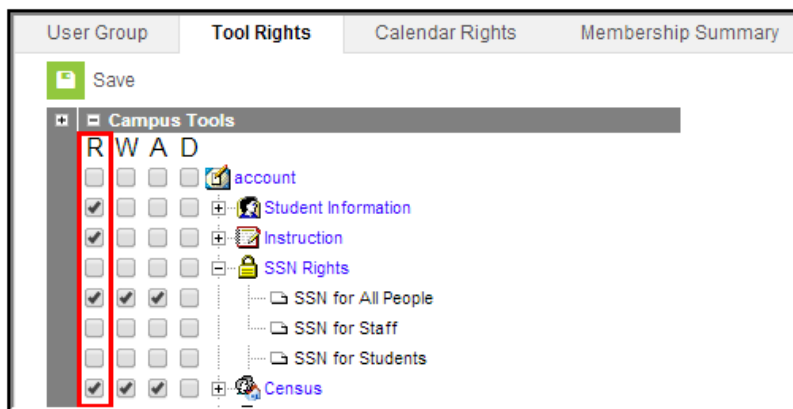 User Group Tool Rights Calendar Rights Membership Summary
Save
Campus Tools
R W A D
account
Student Information
Instruction
SSN Rights
SSN for All People
SSN for Staff
SSN for Students
Census